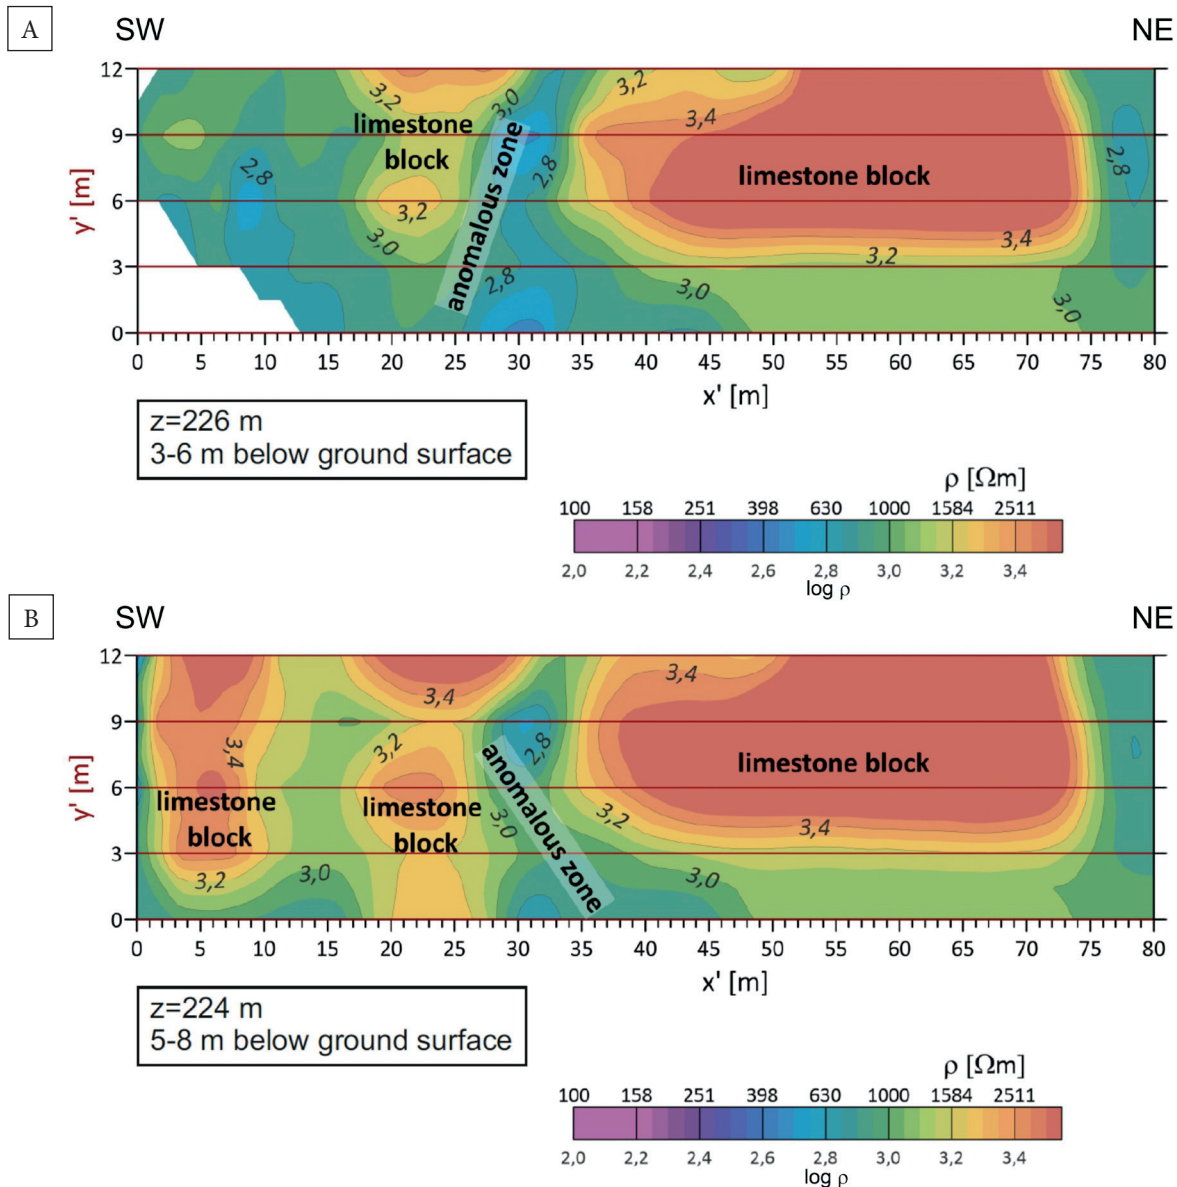 A
SW
NE
12
9
6
3
0
y' [m]
3,2
3,0
3,2
3,4
limestone
block
2,8
2,8
2,8
limestone block
anomalous zone
3,2
3,0
3,4
3,2
2,8
3,0
3,0
0 5 10 15 20 25 30 35 40 45 50 55 60 65 70 75 80
x' [m]
z=226 m
3-6 m below ground surface
ρ [Ωm]
100 158 251 398 630 1000 1584 2511
2,0 2,2 2,4 2,6 2,8 3,0 3,2 3,4
log ρ
B
SW
NE
12
9
6
3
0
y' [m]
3,4
3,4
3,4
3,2
2,8
limestone block
limestone
block
limestone
block
anomalous zone
3,0
3,2
3,4
3,2
3,0
3,0
0 5 10 15 20 25 30 35 40 45 50 55 60 65 70 75 80
x' [m]
z=224 m
5-8 m below ground surface
ρ [Ωm]
100 158 251 398 630 1000 1584 2511
2,0 2,2 2,4 2,6 2,8 3,0 3,2 3,4
log ρ